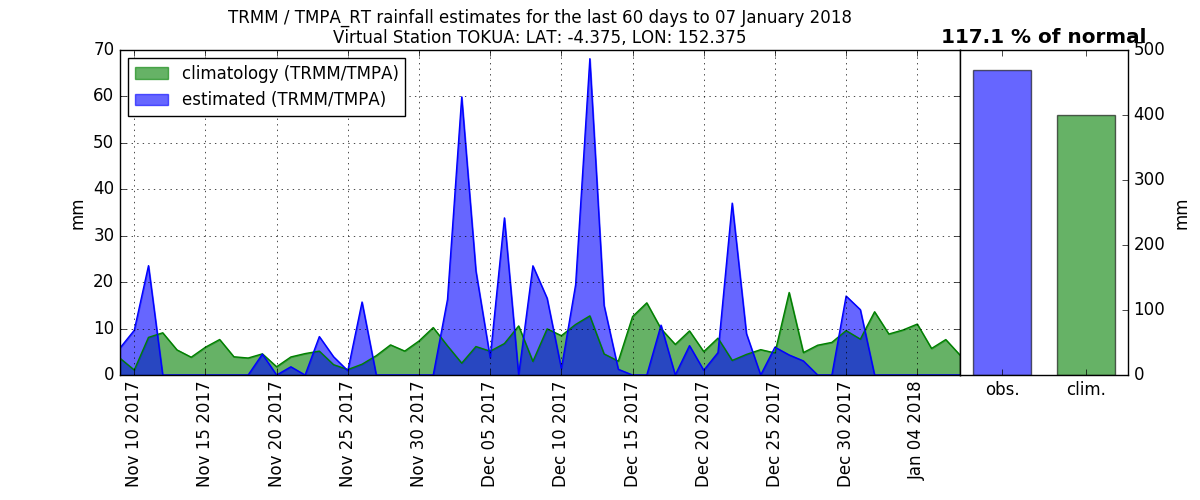 TRMM / TMPA_RT rainfall estimates for the last 60 days to 07 January 2018
Virtual Station TOKUA: LAT: -4.375, LON: 152.375
117.1 % of normal
climatology (TRMM/TMPA)
estimated (TRMM/TMPA)
mm
70
60
50
40
30
20
10
0
Nov 10 2017
Nov 15 2017
Nov 20 2017
Nov 25 2017
Nov 30 2017
Dec 05 2017
Dec 10 2017
Dec 15 2017
Dec 20 2017
Dec 25 2017
Dec 30 2017
Jan 04 2018
500
400
300
200
100
0
mm
obs.
clim.